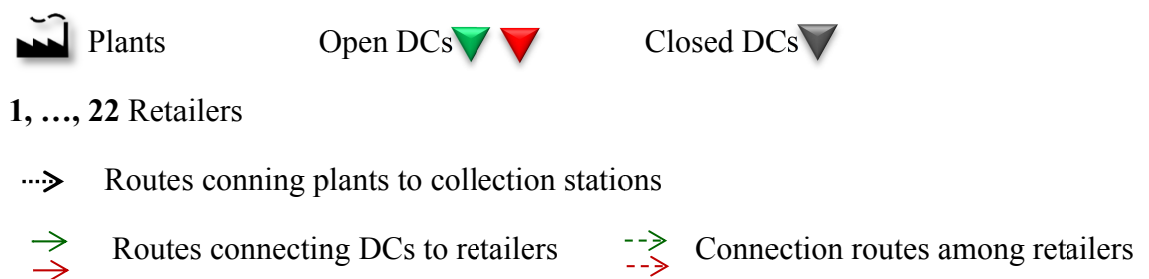 Plants Open DCs Closed DCs
1, …, 22 Retailers
Routes conning plants to collection stations
Routes connecting DCs to retailers Connection routes among retailers